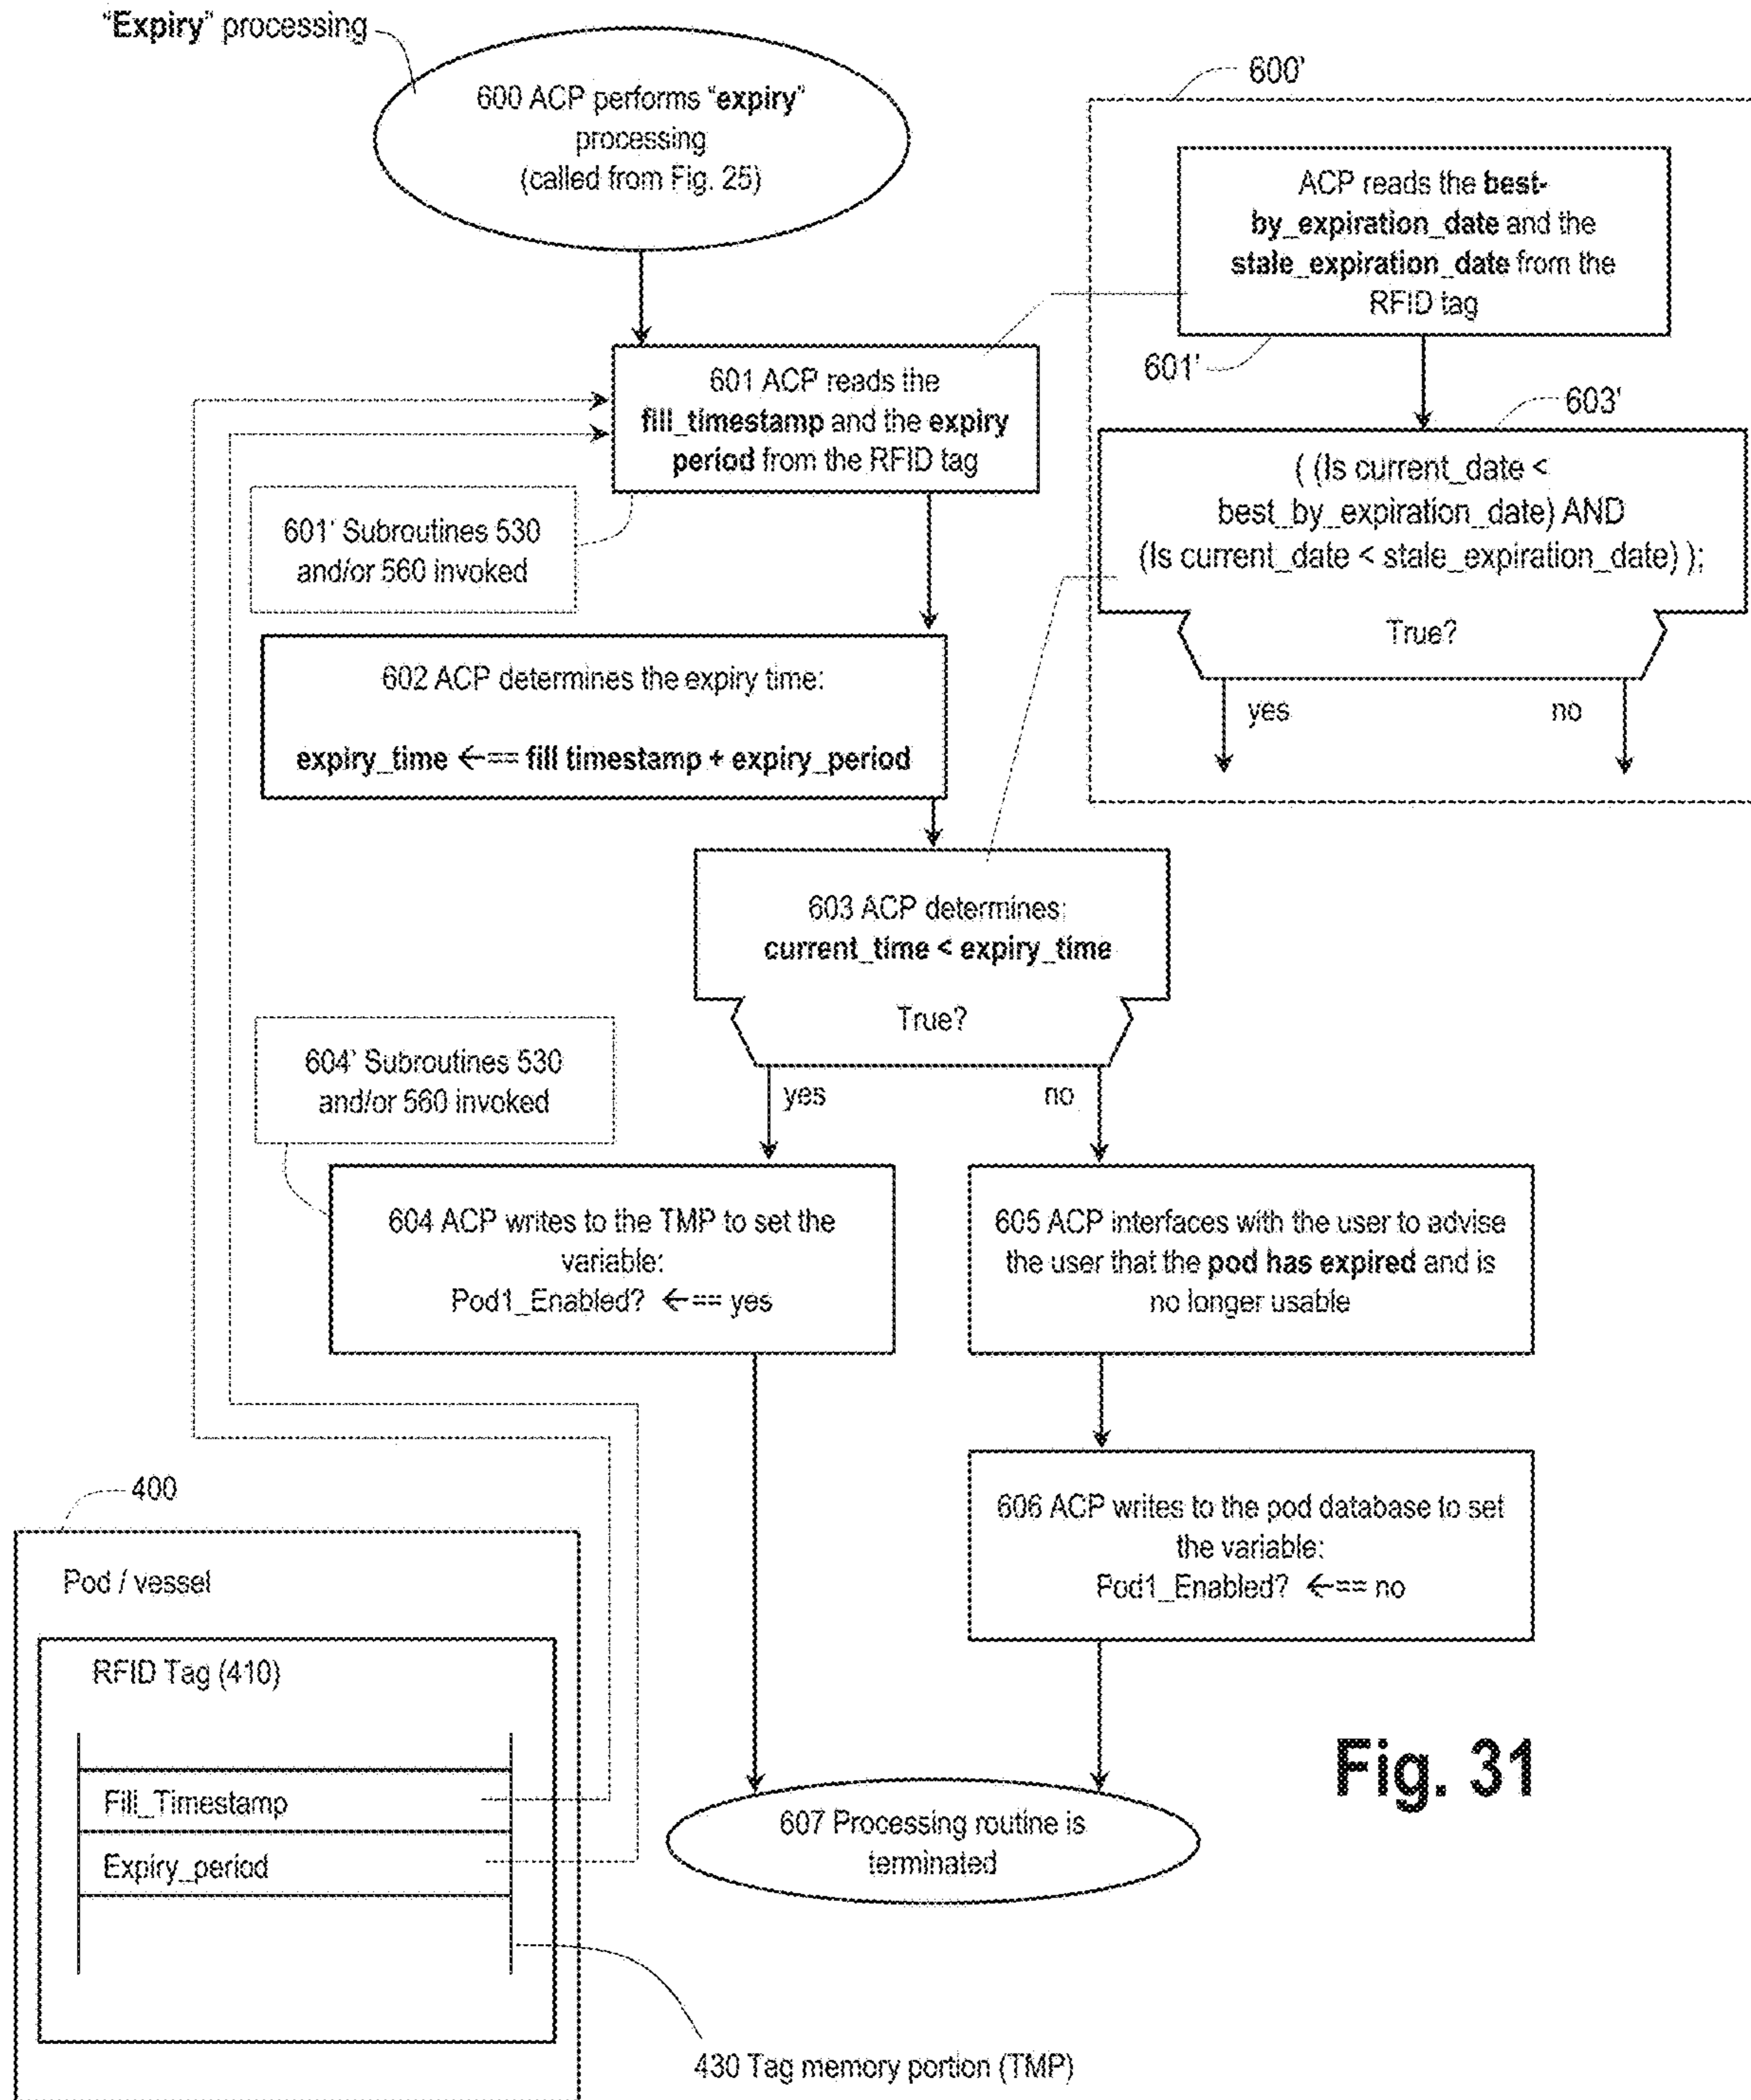 "Expiry" processing
600 ACP performs "expiry"
processing
(called from Fig. 25)
600'
ACP reads the best-
by_expiration_date and the
stale_expiration_date from the
RFID tag
601'
603'
( (Is current_date <
best_by_expiration_date) AND
(Is current_date < stale_expiration_date) );
True?
yes
no
601 ACP reads the
fill_timestamp and the expiry
period from the RFID tag
601' Subroutines 530
and/or 560 invoked
602 ACP determines the expiry time:
expiry_time <== fill timestamp + expiry_period
603 ACP determines:
current_time < expiry_time
True?
yes
no
604' Subroutines 530
and/or 560 invoked
604 ACP writes to the TMP to set the
variable:
Pod1_Enabled? <== yes
605 ACP interfaces with the user to advise
the user that the pod has expired and is
no longer usable
606 ACP writes to the pod database to set
the variable:
Pod1_Enabled? <== no
607 Processing routine is
terminated
400
Pod / vessel
RFID Tag (410)
Fill_Timestamp
Expiry_period
430 Tag memory portion (TMP)
Fig. 31